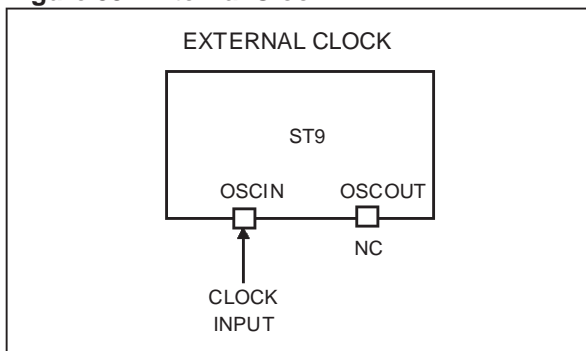 EXTERNAL CLOCK
ST9
OSCIN OSCOUT
NC
CLOCK
INPUT